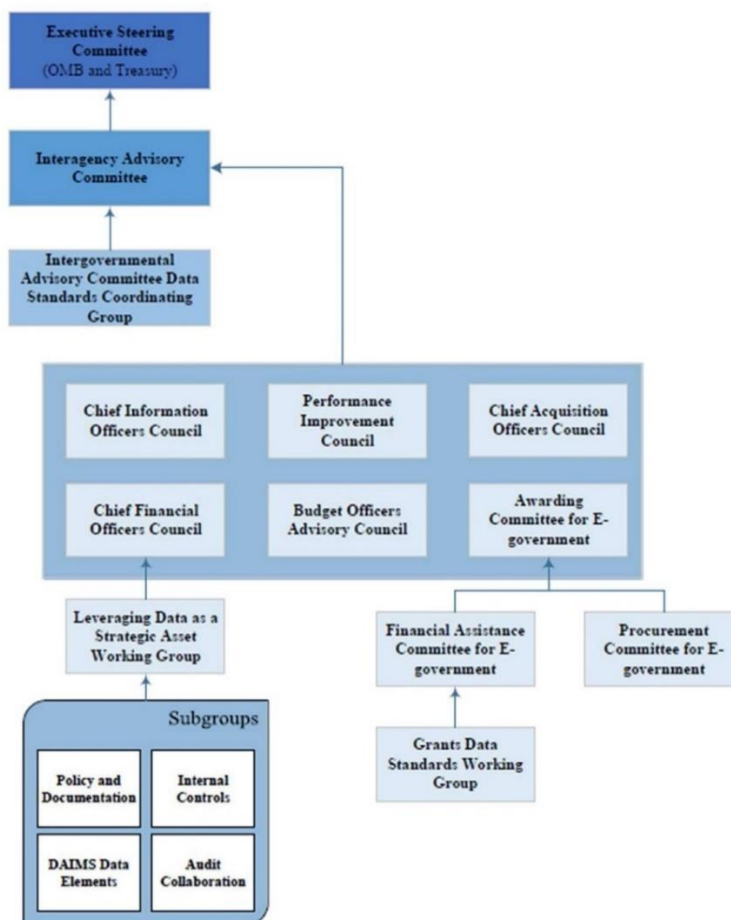 Executive Steering
Committee
(OMB and Treasury)
Interagency Advisory
Committee
Intergovernmental
Advisory Committee Data
Standards Coordinating
Group
Chief Information
Officers Council
Performance
Improvement
Council
Chief Acquisition
Officers Council
Chief Financial
Officers Council
Budget Officers
Advisory Council
Awarding
Committee for E-
government
Leveraging Data as a
Strategic Asset
Working Group
Financial Assistance
Committee for E-
government
Procurement
Committee for E-
government
Subgroups
Policy and
Documentation
Internal
Controls
DAIMS Data
Elements
Audit
Collaboration
Grants Data
Standards Working
Group